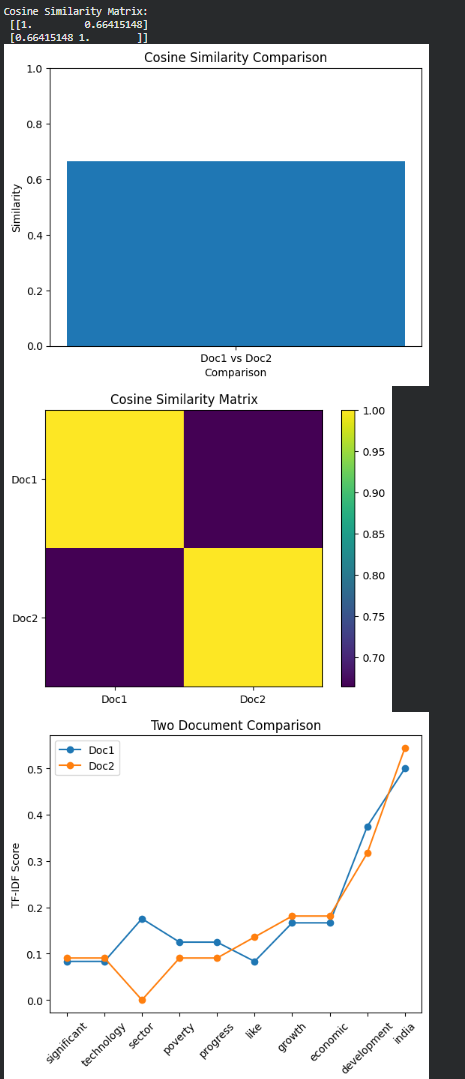 Cosine Similarity Matrix:
[[1. 0.66415148]
[0.66415148 1. ]]
Cosine Similarity Comparison
1.0
0.8
0.6
0.4
0.2
0.0
Similarity
Doc1 vs Doc2
Comparison
Cosine Similarity Matrix
Doc1
Doc2
Doc1 Doc2
1.00
0.95
0.90
0.85
0.80
0.75
0.70
Two Document Comparison
Doc1
Doc2
0.5
0.4
0.3
0.2
0.1
0.0
TF-IDF Score
significant
technology
sector
poverty
progress
like
growth
economic
development
india